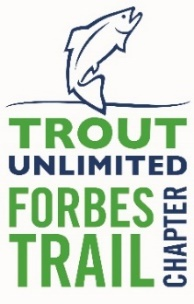 TROUT
UNLIMITED
FORBES
TRAIL
CHAPTER